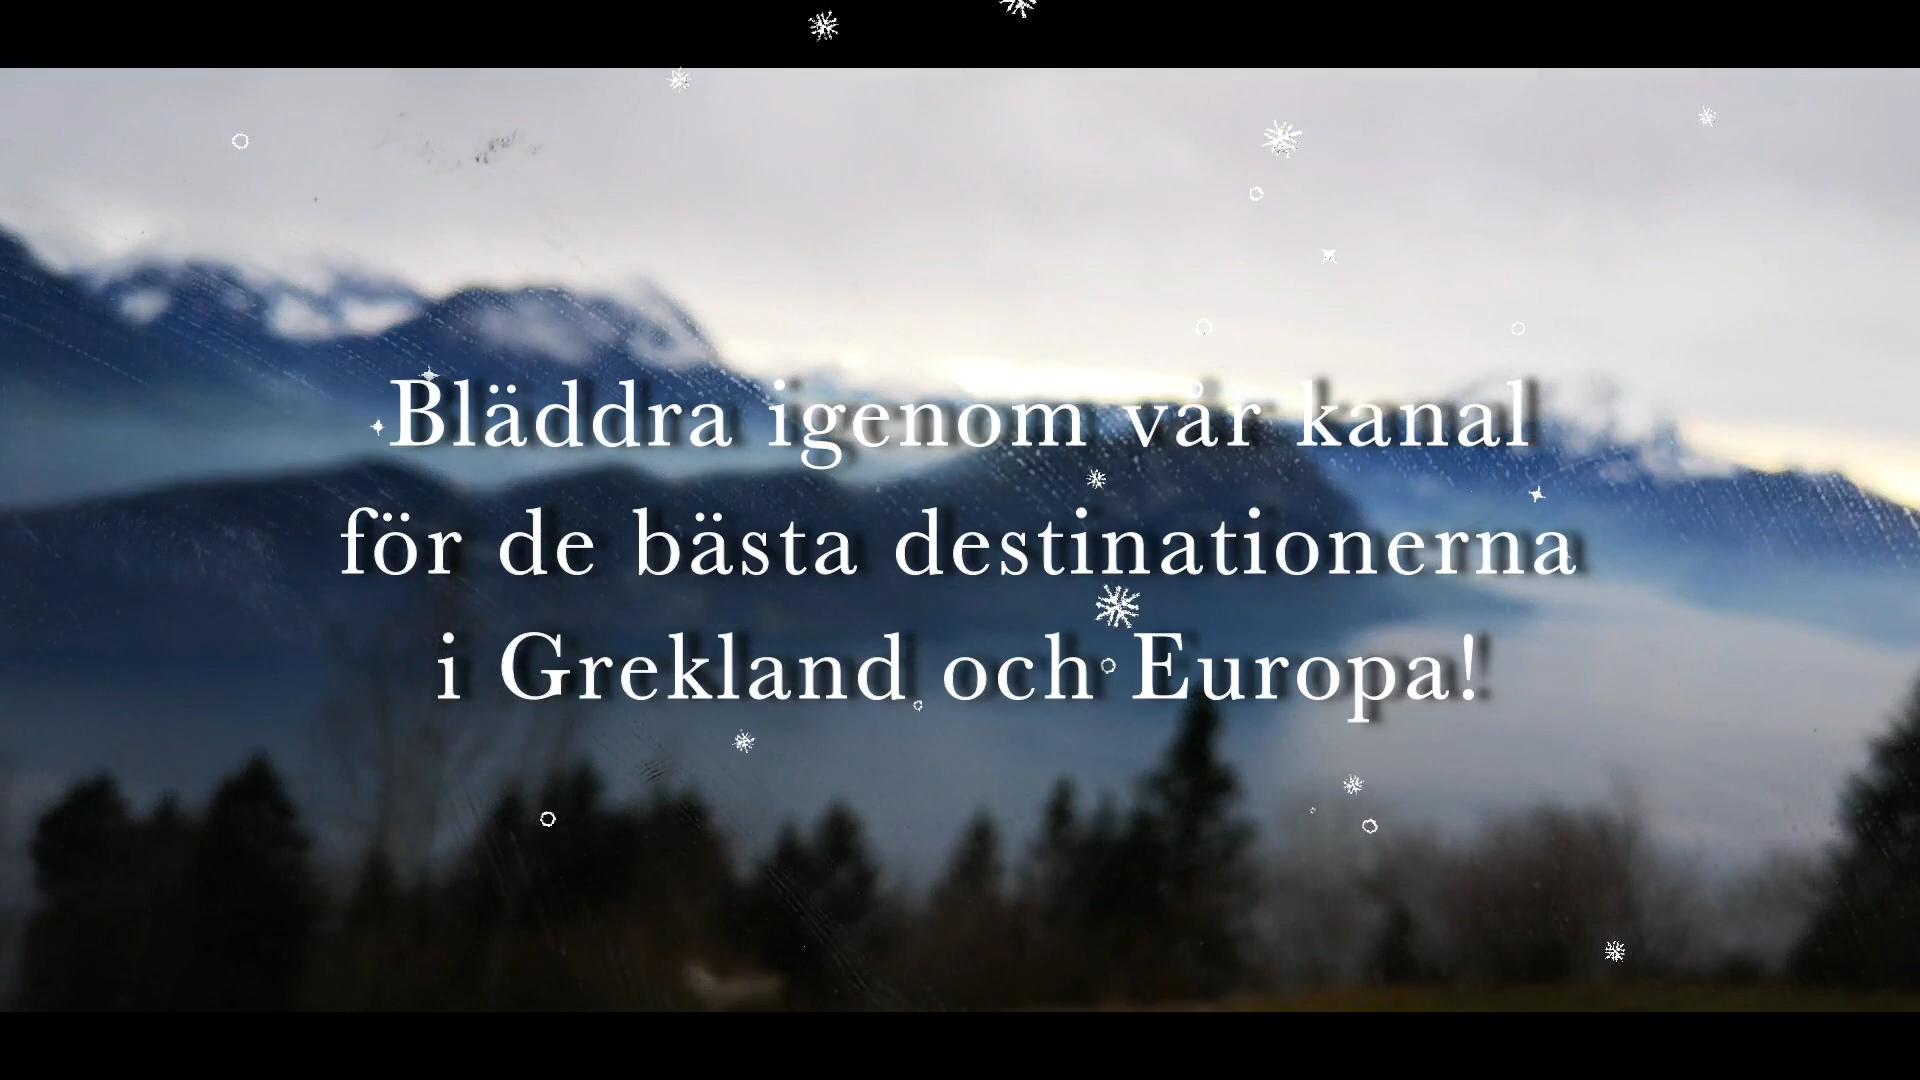 Bläddra igenom vår kanal
för de bästa destinationerna
i Grekland och Europa!